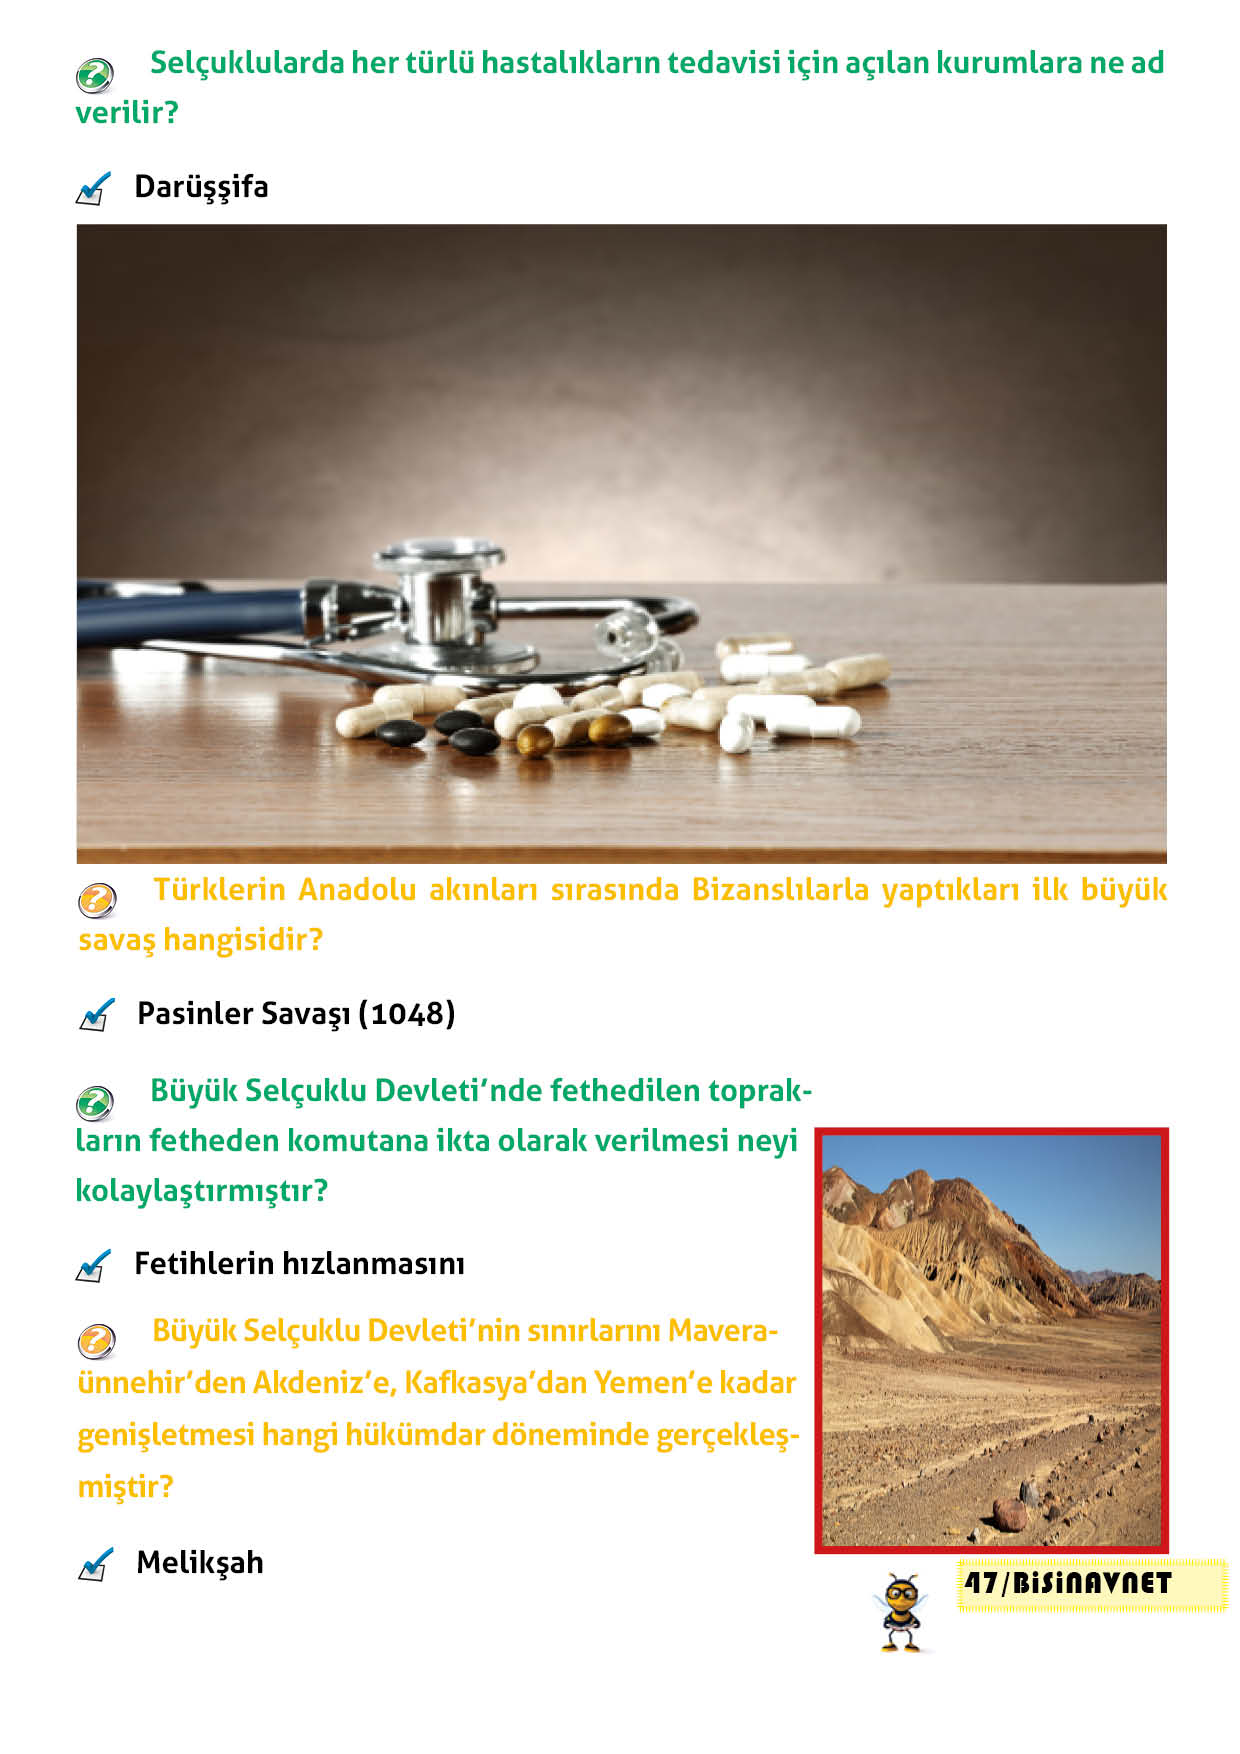 Selçuklularda her türlü hastalıkların tedavisi için açılan kurumlara ne ad
verilir?
Darüşşifa
Türklerin Anadolu akınları sırasında Bizanslılarla yaptıkları ilk büyük
savaş hangisidir?
Pasinler Savaşı (1048)
Büyük Selçuklu Devleti’nde fethedilen toprak-
ların fetheden komutana ikta olarak verilmesi neyi
kolaylaştırmıştır?
Fetihlerin hızlanmasını
Büyük Selçuklu Devleti’nin sınırlarını Mavera-
ünnehir’den Akdeniz’e, Kafkasya’dan Yemen’e kadar
genişletmesi hangi hükümdar döneminde gerçekleş-
miştir?
Melikşah
47/BiSiNAVNET